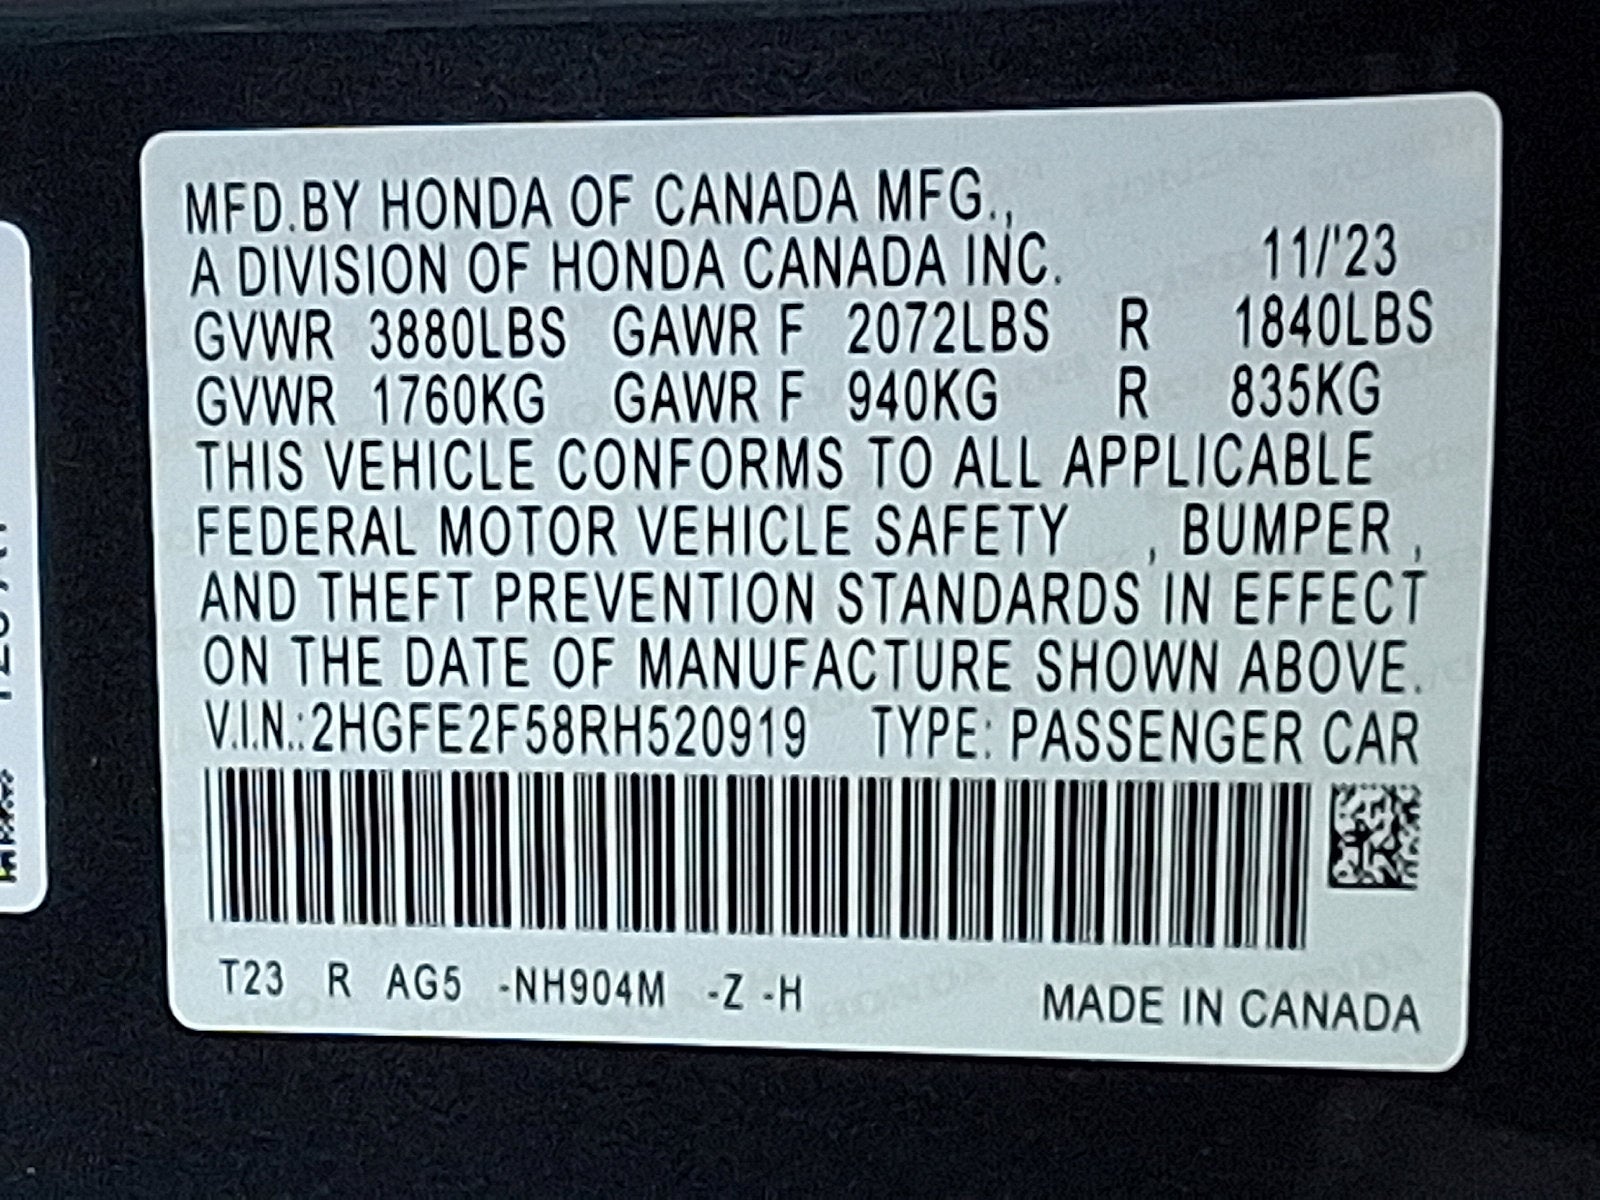 MFD.BY HONDA OF CANADA MFG.,
A DIVISION OF HONDA CANADA INC. 11/'23
GVWR 3880LBS GAWR F 2072LBS R 1840LBS
GVWR 1760KG GAWR F 940KG R 835KG
THIS VEHICLE CONFORMS TO ALL APPLICABLE
FEDERAL MOTOR VEHICLE SAFETY , BUMPER ,
AND THEFT PREVENTION STANDARDS IN EFFECT
ON THE DATE OF MANUFACTURE SHOWN ABOVE.
V.I.N.:2HGFE2F58RH520919 TYPE: PASSENGER CAR
T23 R AG5 -NH904M -Z -H
MADE IN CANADA